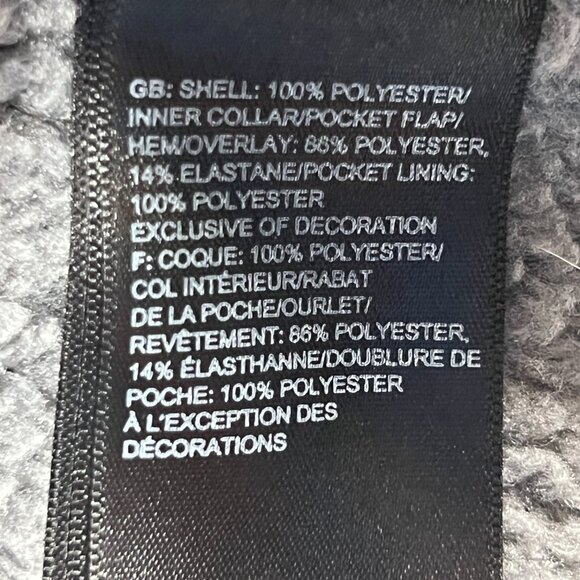 GB: SHELL: 100% POLYESTER/
INNER COLLAR/POCKET FLAP/
HEM/OVERLAY: 86% POLYESTER,
14% ELASTANE/POCKET LINING:
100% POLYESTER
EXCLUSIVE OF DECORATION
F: COQUE: 100% POLYESTER/
COL INTÉRIEUR/RABAT
DE LA POCHE/OURLET/
REVÊTEMENT: 86% POLYESTER,
14% ÉLASTHANNE/DOUBLURE DE
POCHE: 100% POLYESTER
À L'EXCEPTION DES
DÉCORATIONS